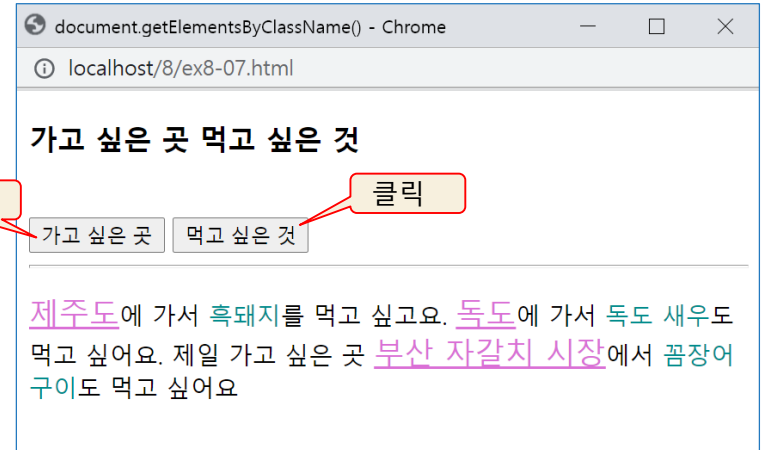 document.getElementsByClassName() - Chrome
localhost/8/ex8-07.html
가고 싶은 곳 먹고 싶은 것
클릭
가고 싶은 곳 먹고 싶은 것
제주도에 가서 흑돼지를 먹고 싶고요. 독도에 가서 독도 새우도
먹고 싶어요. 제일 가고 싶은 곳 부산 자갈치 시장에서 꼼장어
구이도 먹고 싶어요